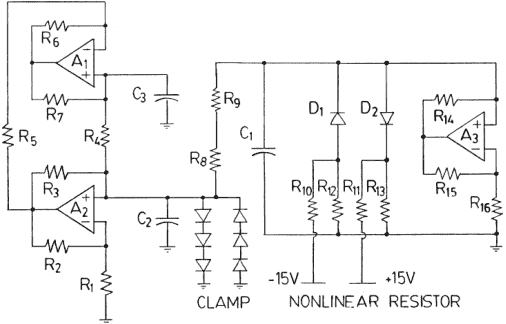 R6
A1
R7
C3
R5
R4
R3
A2
R2
R1
C2
R9
R8
C1
D1
D2
R10
R12
R11
R13
R14
A3
R15
R16
-15V
+15V
CLAMP
NONLINEAR RESISTOR